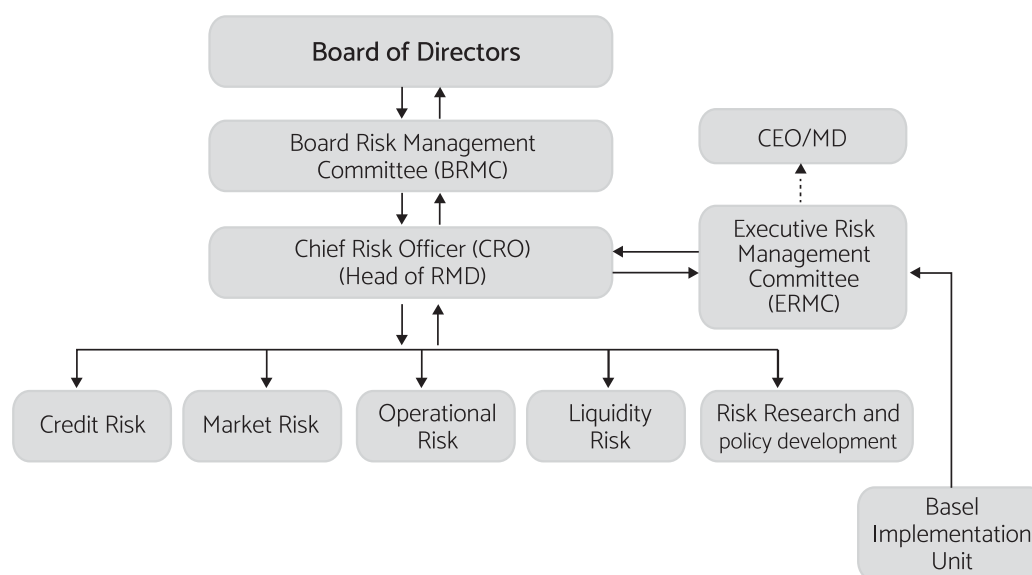 Board of Directors
Board Risk Management
Committee (BRMC)
CEO/MD
Chief Risk Officer (CRO)
(Head of RMD)
Executive Risk
Management
Committee
(ERMC)
Credit Risk
Market Risk
Operational
Risk
Liquidity
Risk
Risk Research and
policy development
Basel
Implementation
Unit